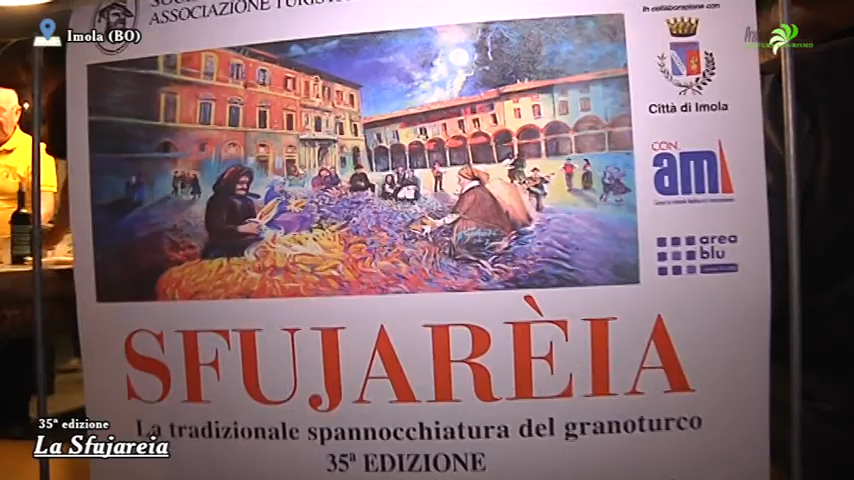 Imola (BO)
ASSOCIAZIONE
In collaborazione con
Città di Imola
CON.
ami
area
blu
SFUJARÈIA
La tradizionale spannocchiatura del granoturco
35ª EDIZIONE
35ª edizione
La Sfujareia